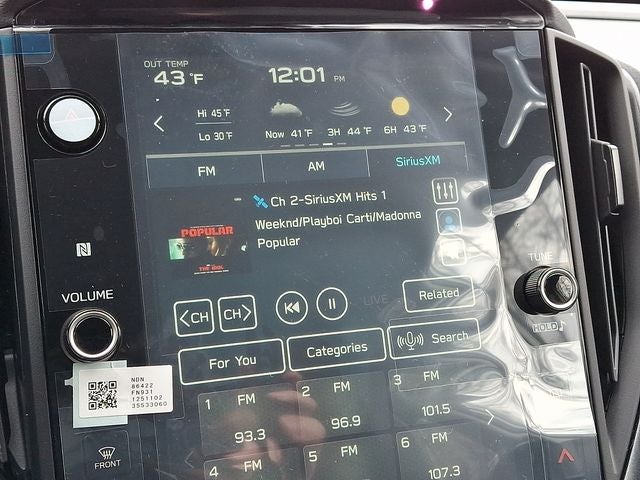 OUT TEMP
43 °F
12:01 PM
Hi 45°F
Lo 30°F
Now 41°F
3H 44°F
6H 43°F
FM
AM
SiriusXM
Ch 2-SiriusXM Hits 1
Weeknd/Playboi Carti/Madonna
Popular
POPULAR
THE IDOL
N
VOLUME
TUNE
HOLD
<CH
CH>
LIVE
Related
For You
Categories
Search
NDN
86422
FN931
1251102
35533060
1 FM
93.3
2 FM
96.9
3 FM
101.5
4 FM
5 FM
6 FM
107.3
FRONT